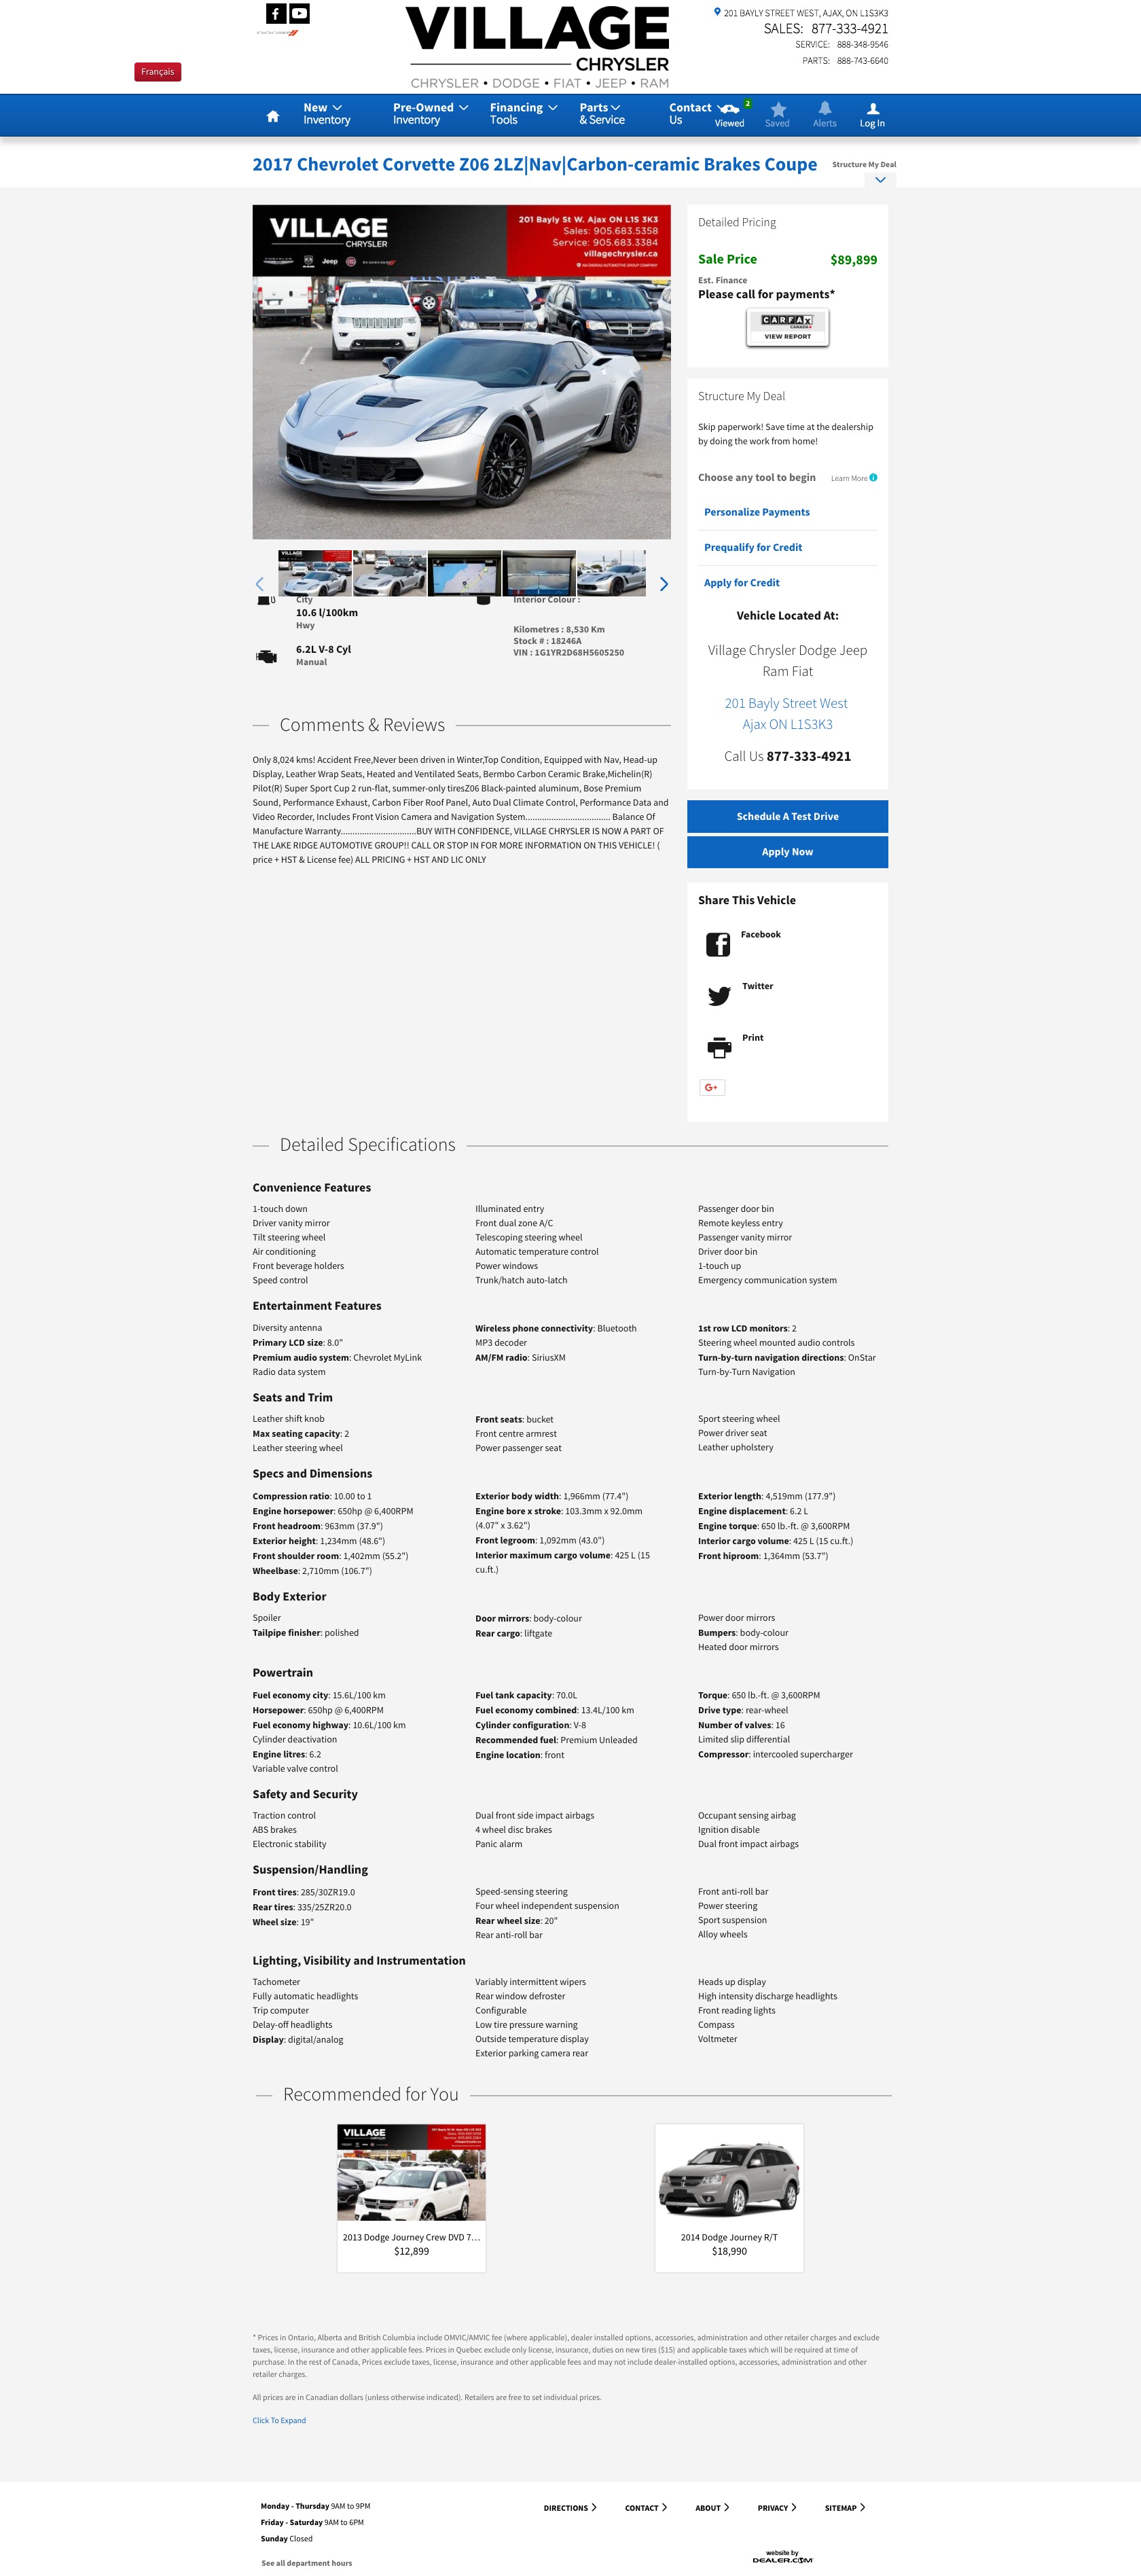 VILLAGE
CHRYSLER
CHRYSLER • DODGE • FIAT • JEEP • RAM
201 BAYLY STREET WEST, AJAX, ON L1S3K3
SALES: 877-333-4921
SERVICE: 888-348-9546
PARTS: 888-743-6640
Français
New
Inventory
Pre-Owned
Inventory
Financing
Tools
Parts
& Service
Contact
Us
2
Viewed
Saved
Alerts
Log In
2017 Chevrolet Corvette Z06 2LZ|Nav|Carbon-ceramic Brakes Coupe
Structure My Deal
VILLAGE
CHRYSLER
201 Bayly St W. Ajax ON L1S 3K3
Sales: 905.683.5358
Service: 905.683.3384
villagechrysler.ca
City
10.6 l/100km
Hwy
6.2L V-8 Cyl
Manual
Interior Colour :
Kilometres : 8,530 Km
Stock # : 18246A
VIN : 1G1YR2D68H5605250
Detailed Pricing
Sale Price $89,899
Est. Finance
Please call for payments*
CARFAX
CANADA
VIEW REPORT
Structure My Deal
Skip paperwork! Save time at the dealership
by doing the work from home!
Choose any tool to begin Learn More
Personalize Payments
Prequalify for Credit
Apply for Credit
Vehicle Located At:
Village Chrysler Dodge Jeep
Ram Fiat
201 Bayly Street West
Ajax ON L1S3K3
Call Us 877-333-4921
Schedule A Test Drive
Apply Now
Share This Vehicle
Facebook
Twitter
Print
G+
Comments & Reviews
Only 8,024 kms! Accident Free,Never been driven in Winter,Top Condition, Equipped with Nav, Head-up
Display, Leather Wrap Seats, Heated and Ventilated Seats, Bermbo Carbon Ceramic Brake,Michelin(R)
Pilot(R) Super Sport Cup 2 run-flat, summer-only tiresZ06 Black-painted aluminum, Bose Premium
Sound, Performance Exhaust, Carbon Fiber Roof Panel, Auto Dual Climate Control, Performance Data and
Video Recorder, Includes Front Vision Camera and Navigation System.................................. Balance Of
Manufacture Warranty..............................BUY WITH CONFIDENCE, VILLAGE CHRYSLER IS NOW A PART OF
THE LAKE RIDGE AUTOMOTIVE GROUP!! CALL OR STOP IN FOR MORE INFORMATION ON THIS VEHICLE! (
price + HST & License fee) ALL PRICING + HST AND LIC ONLY
Detailed Specifications
Convenience Features
1-touch down
Driver vanity mirror
Tilt steering wheel
Air conditioning
Front beverage holders
Speed control
Illuminated entry
Front dual zone A/C
Telescoping steering wheel
Automatic temperature control
Power windows
Trunk/hatch auto-latch
Passenger door bin
Remote keyless entry
Passenger vanity mirror
Driver door bin
1-touch up
Emergency communication system
Entertainment Features
Diversity antenna
Primary LCD size: 8.0"
Premium audio system: Chevrolet MyLink
Radio data system
Wireless phone connectivity: Bluetooth
MP3 decoder
AM/FM radio: SiriusXM
1st row LCD monitors: 2
Steering wheel mounted audio controls
Turn-by-turn navigation directions: OnStar
Turn-by-Turn Navigation
Seats and Trim
Leather shift knob
Max seating capacity: 2
Leather steering wheel
Front seats: bucket
Front centre armrest
Power passenger seat
Sport steering wheel
Power driver seat
Leather upholstery
Specs and Dimensions
Compression ratio: 10.00 to 1
Engine horsepower: 650hp @ 6,400RPM
Front headroom: 963mm (37.9")
Exterior height: 1,234mm (48.6")
Front shoulder room: 1,402mm (55.2")
Wheelbase: 2,710mm (106.7")
Exterior body width: 1,966mm (77.4")
Engine bore x stroke: 103.3mm x 92.0mm
(4.07" x 3.62")
Front legroom: 1,092mm (43.0")
Interior maximum cargo volume: 425 L (15
cu.ft.)
Exterior length: 4,519mm (177.9")
Engine displacement: 6.2 L
Engine torque: 650 lb.-ft. @ 3,600RPM
Interior cargo volume: 425 L (15 cu.ft.)
Front hiproom: 1,364mm (53.7")
Body Exterior
Spoiler
Tailpipe finisher: polished
Door mirrors: body-colour
Rear cargo: liftgate
Power door mirrors
Bumpers: body-colour
Heated door mirrors
Powertrain
Fuel economy city: 15.6L/100 km
Horsepower: 650hp @ 6,400RPM
Fuel economy highway: 10.6L/100 km
Cylinder deactivation
Engine litres: 6.2
Variable valve control
Fuel tank capacity: 70.0L
Fuel economy combined: 13.4L/100 km
Cylinder configuration: V-8
Recommended fuel: Premium Unleaded
Engine location: front
Torque: 650 lb.-ft. @ 3,600RPM
Drive type: rear-wheel
Number of valves: 16
Limited slip differential
Compressor: intercooled supercharger
Safety and Security
Traction control
ABS brakes
Electronic stability
Dual front side impact airbags
4 wheel disc brakes
Panic alarm
Occupant sensing airbag
Ignition disable
Dual front impact airbags
Suspension/Handling
Front tires: 285/30ZR19.0
Rear tires: 335/25ZR20.0
Wheel size: 19"
Speed-sensing steering
Four wheel independent suspension
Rear wheel size: 20"
Rear anti-roll bar
Front anti-roll bar
Power steering
Sport suspension
Alloy wheels
Lighting, Visibility and Instrumentation
Tachometer
Fully automatic headlights
Trip computer
Delay-off headlights
Display: digital/analog
Variably intermittent wipers
Rear window defroster
Configurable
Low tire pressure warning
Outside temperature display
Exterior parking camera rear
Heads up display
High intensity discharge headlights
Front reading lights
Compass
Voltmeter
Recommended for You
VILLAGE
2013 Dodge Journey Crew DVD 7...
$12,899
2014 Dodge Journey R/T
$18,990
* Prices in Ontario, Alberta and British Columbia include OMVIC/AMVIC fee (where applicable), dealer installed options, accessories, administration and other retailer charges and exclude
taxes, license, insurance and other applicable fees. Prices in Quebec exclude only license, insurance, duties on new tires ($15) and applicable taxes which will be required at time of
purchase. In the rest of Canada, Prices exclude taxes, license, insurance and other applicable fees and may not include dealer-installed options, accessories, administration and other
retailer charges.
All prices are in Canadian dollars (unless otherwise indicated). Retailers are free to set individual prices.
Click To Expand
Monday - Thursday 9AM to 9PM
Friday - Saturday 9AM to 6PM
Sunday Closed
See all department hours
DIRECTIONS
CONTACT
ABOUT
PRIVACY
SITEMAP
website by
DEALER.COM